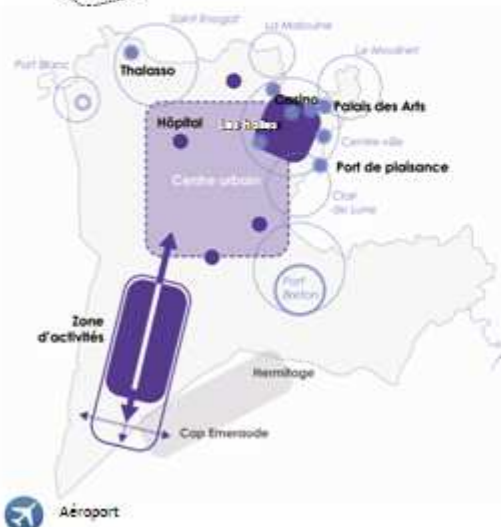 Saint Enogat
La Malouine
Port Blanc
Le Moulinet
Thalasso
Casino
Palais des Arts
Hôpital
Les halles
Centre ville
Centre urbain
Port de plaisance
Clair
de Lune
Port
Breton
Zone
d'activités
Hermitage
Cap Emeraude
Aéroport